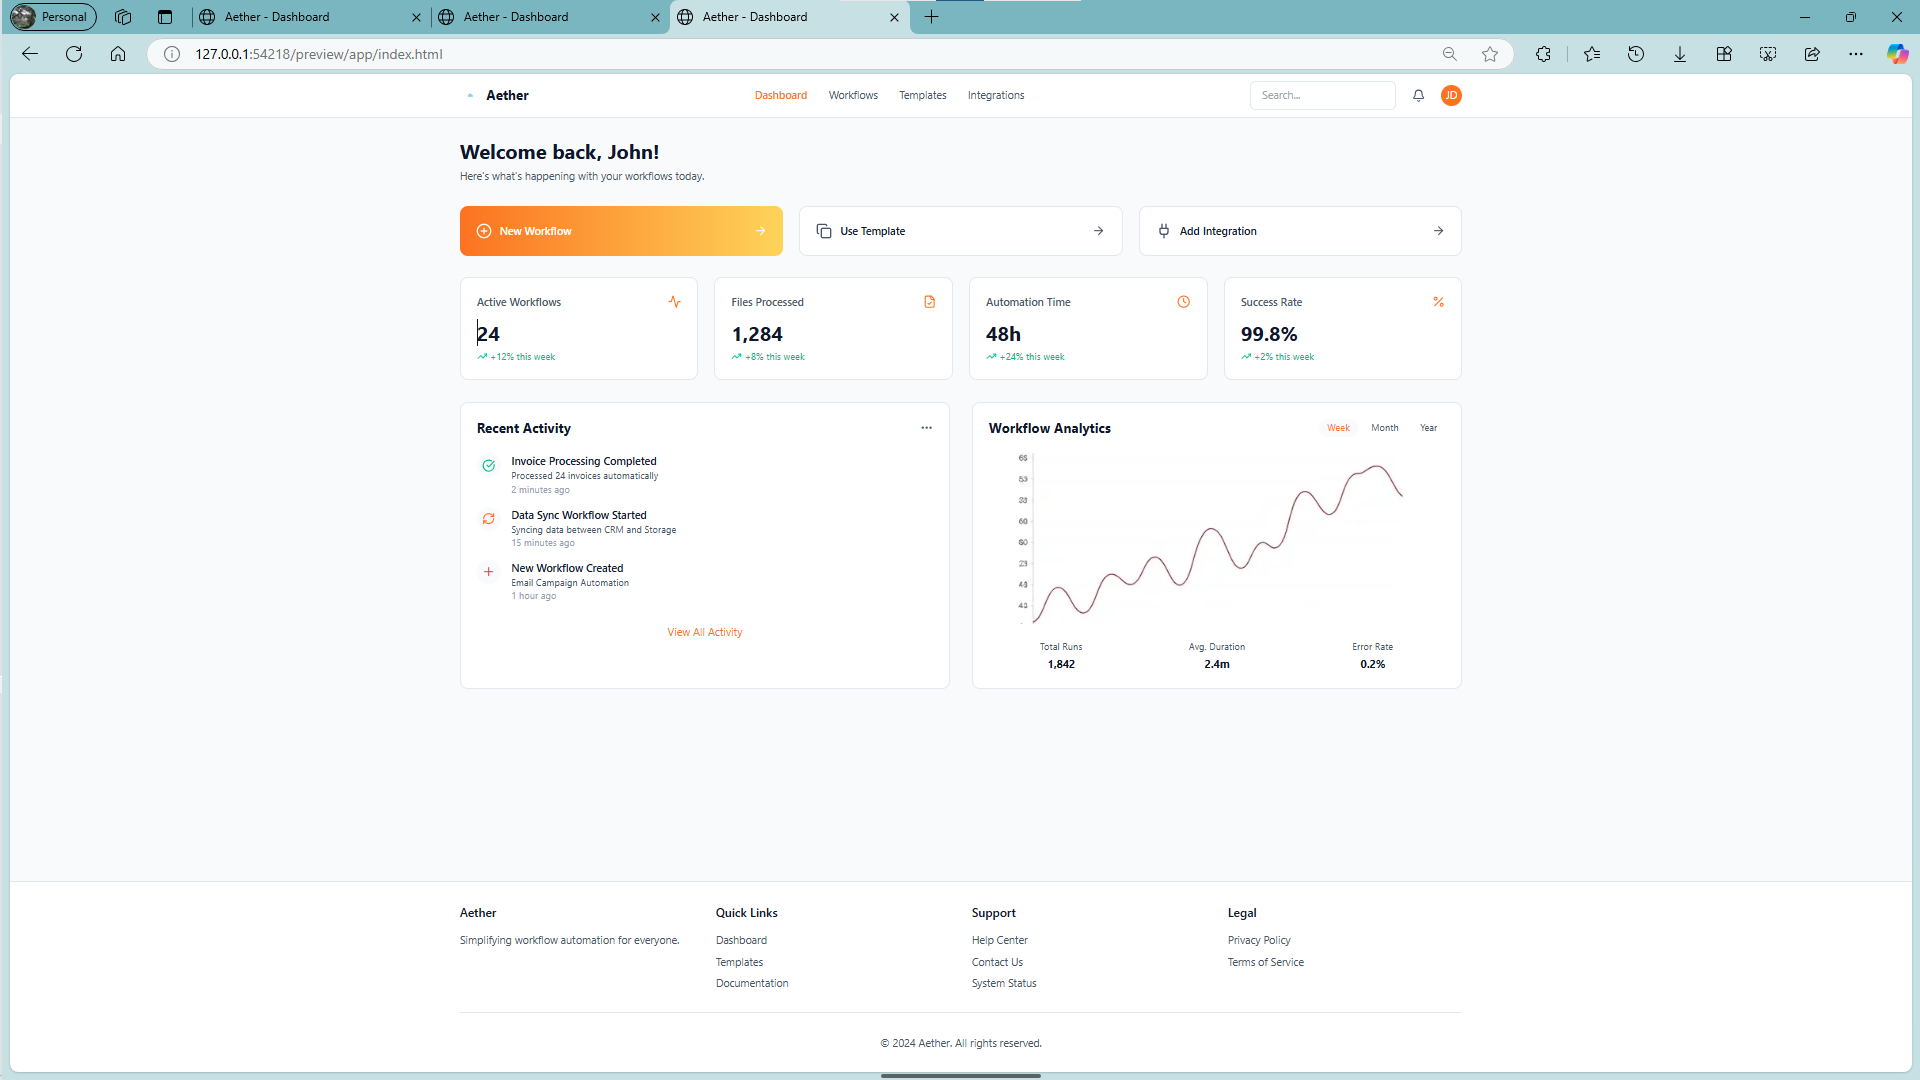 Personal
Aether - Dashboard
Aether - Dashboard
Aether - Dashboard
127.0.0.1:54218/preview/app/index.html
Aether
Dashboard
Workflows
Templates
Integrations
Search...
JD
Welcome back, John!
Here's what's happening with your workflows today.
New Workflow
Use Template
Add Integration
Active Workflows
24
+12% this week
Files Processed
1,284
+8% this week
Automation Time
48h
+24% this week
Success Rate
99.8%
+2% this week
Recent Activity
Invoice Processing Completed
Processed 24 invoices automatically
2 minutes ago
Data Sync Workflow Started
Syncing data between CRM and Storage
15 minutes ago
New Workflow Created
Email Campaign Automation
1 hour ago
View All Activity
Workflow Analytics
Week
Month
Year
60
Total Runs
1,842
Avg. Duration
2.4m
Error Rate
0.2%
Aether
Simplifying workflow automation for everyone.
Quick Links
Dashboard
Templates
Documentation
Support
Help Center
Contact Us
System Status
Legal
Privacy Policy
Terms of Service
© 2024 Aether. All rights reserved.